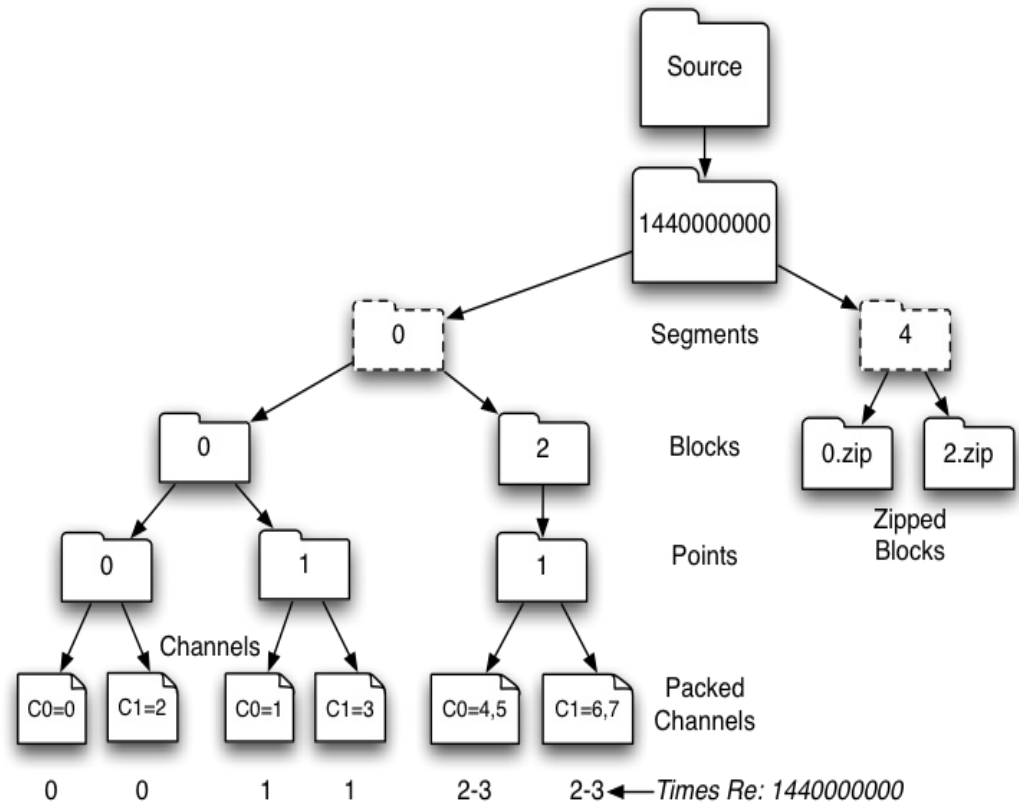 Source
1440000000
0
Segments
4
0
2
Blocks
0.zip
2.zip
Zipped
Blocks
0
1
1
Points
Channels
C0=0
C1=2
C0=1
C1=3
C0=4,5
C1=6,7
Packed
Channels
0
0
1
1
2-3
2-3
Times Re: 1440000000